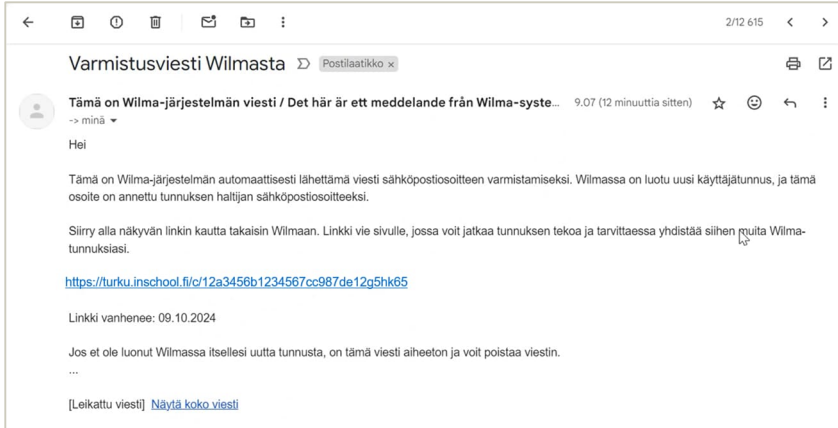 2/12 615
Varmistusviesti Wilmasta Postilaatikko ×
Tämä on Wilma-järjestelmän viesti / Det här är ett meddelande från Wilma-syste... 9.07 (12 minuuttia sitten)
-> minä
Hei
Tämä on Wilma-järjestelmän automaattisesti lähettämä viesti sähköpostiosoitteen varmistamiseksi. Wilmassa on luotu uusi käyttäjätunnus, ja tämä
osoite on annettu tunnuksen haltijan sähköpostiosoitteeksi.
Siirry alla näkyvän linkin kautta takaisin Wilmaan. Linkki vie sivulle, jossa voit jatkaa tunnuksen tekoa ja tarvittaessa yhdistää siihen muita Wilma-
tunnuksiasi.
https://turku.inschool.fi/c/12a3456b1234567cc987de12g5hk65
Linkki vanhenee: 09.10.2024
Jos et ole luonut Wilmassa itsellesi uutta tunnusta, on tämä viesti aiheeton ja voit poistaa viestin.
...
[Leikattu viesti] Näytä koko viesti